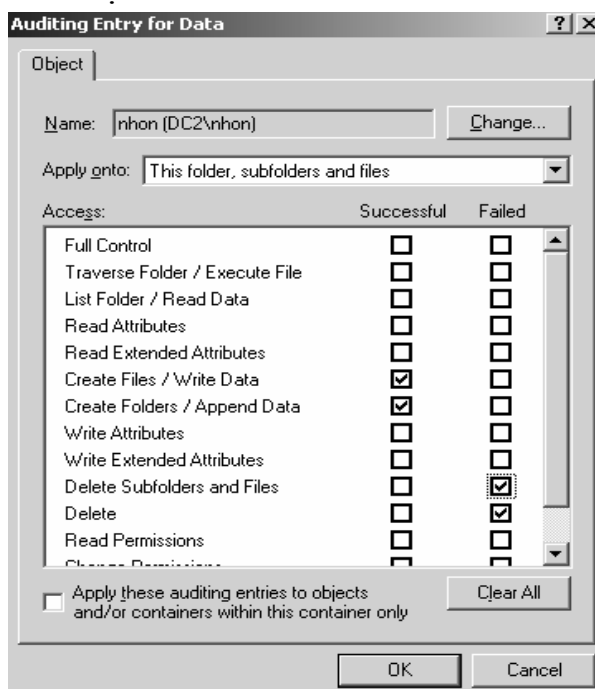 Auditing Entry for Data
Object
Name: nhon (DC2\nhon) Change...
Apply onto: This folder, subfolders and files
Access: Successful Failed
Full Control
Traverse Folder / Execute File
List Folder / Read Data
Read Attributes
Read Extended Attributes
Create Files / Write Data
Create Folders / Append Data
Write Attributes
Write Extended Attributes
Delete Subfolders and Files
Delete
Read Permissions
Change Permissions
Apply these auditing entries to objects
and/or containers within this container only
Clear All
OK Cancel